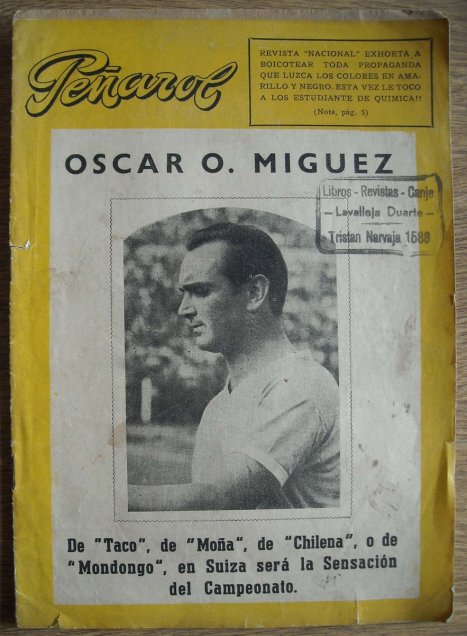 Peñarol
REVISTA "NACIONAL" EXHORTA A
BOICOTEAR TODA PROPAGANDA
QUE LUZCA LOS COLORES EN AMA-
RILLO Y NEGRO. ESTA VEZ LE TOCO
A LOS ESTUDIANTE DE QUIMICA!!
(Nota, pág. 5)
OSCAR O. MIGUEZ
Libros - Revistas - Canje
- Lavalleja Duarte -
Tristan Narvaja 1588
De "Taco", de "Moña", de "Chilena", o de
"Mondongo", en Suiza será la Sensación
del Campeonato.